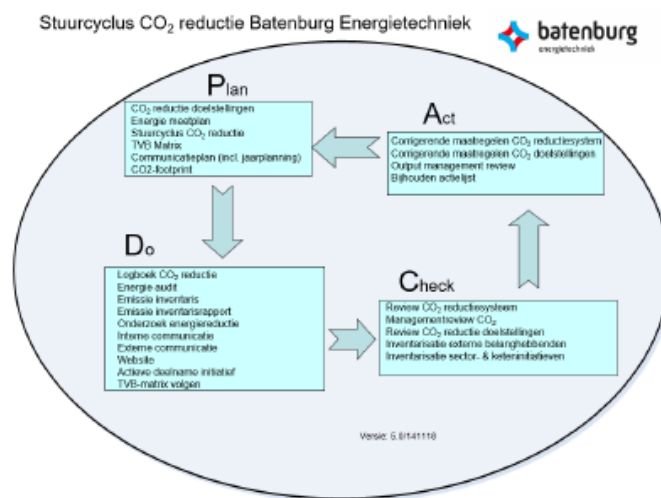 Stuurcyclus CO₂ reductie Batenburg Energietechniek
batenburg
energietechniek
Plan
CO₂ reductie doelstellingen
Energie meetplan
Stuurcyclus CO₂ reductie
TVB Matrix
Communicatieplan (incl. jaarplanning)
CO2-footprint
Act
Corrigerende maatregelen CO₂ reductiesystem
Corrigerende maatregelen CO₂ doelstellingen
Output management review
Bijhouden actielijst
Do
Logboek CO₂ reductie
Energie audit
Emissie inventaris
Emissie inventarisrapport
Onderzoek energiereductie
Interne communicatie
Externe communicatie
Website
Actieve deelname initiatief
TVB-matrix volgen
Check
Review CO₂ reductiesysteem
Managementreview CO₂
Review CO₂ reductie doelstellingen
Inventarisatie externe belanghebbenden
Inventarisatie sector- & keteninitiatieven
Versie: 5.0/141118